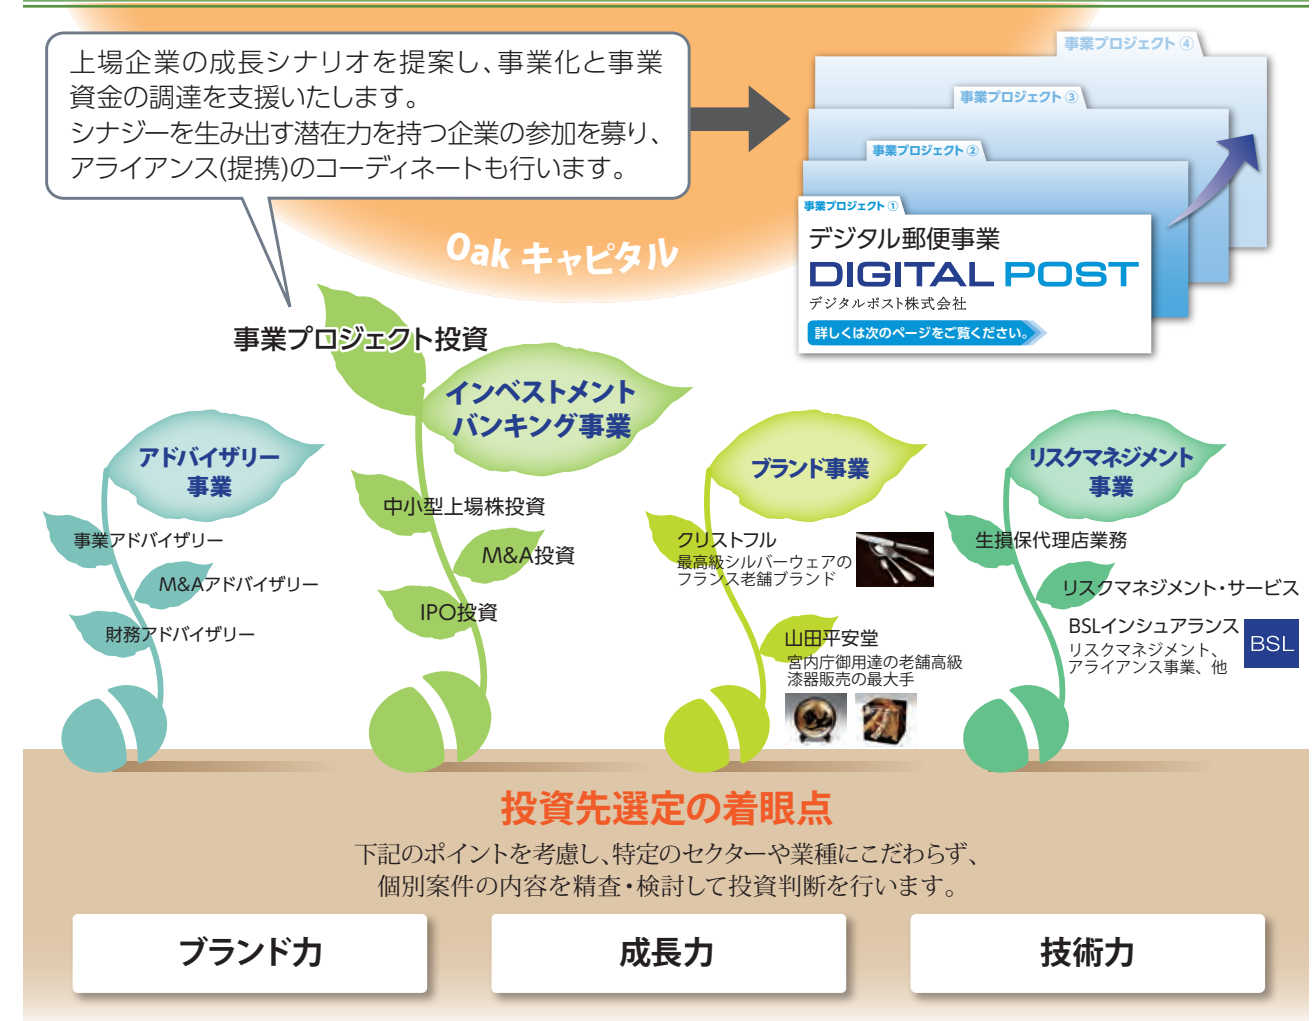 上場企業の成長シナリオを提案し、事業化と事業
資金の調達を支援いたします。
シナジーを生み出す潜在力を持つ企業の参加を募り、
アライアンス(提携)のコーディネートも行います。
事業プロジェクト④
事業プロジェクト③
事業プロジェクト②
事業プロジェクト①
デジタル郵便事業
DIGITAL POST
デジタルポスト株式会社
詳しくは次のページをご覧ください。
Oak キャピタル
事業プロジェクト投資
インベストメント
バンキング事業
中小型上場株投資
M&A投資
IPO投資
アドバイザリー
事業
事業アドバイザリー
M&Aアドバイザリー
財務アドバイザリー
ブランド事業
クリストフル
最高級シルバーウェアの
フランス老舗ブランド
山田平安堂
宮内庁御用達の老舗高級
漆器販売の最大手
リスクマネジメント
事業
生損保代理店業務
リスクマネジメント・サービス
BSLインシュアランス
リスクマネジメント、
アライアンス事業、他
BSL
投資先選定の着眼点
下記のポイントを考慮し、特定のセクターや業種にこだわらず、
個別案件の内容を精査・検討して投資判断を行います。
ブランド力
成長力
技術力